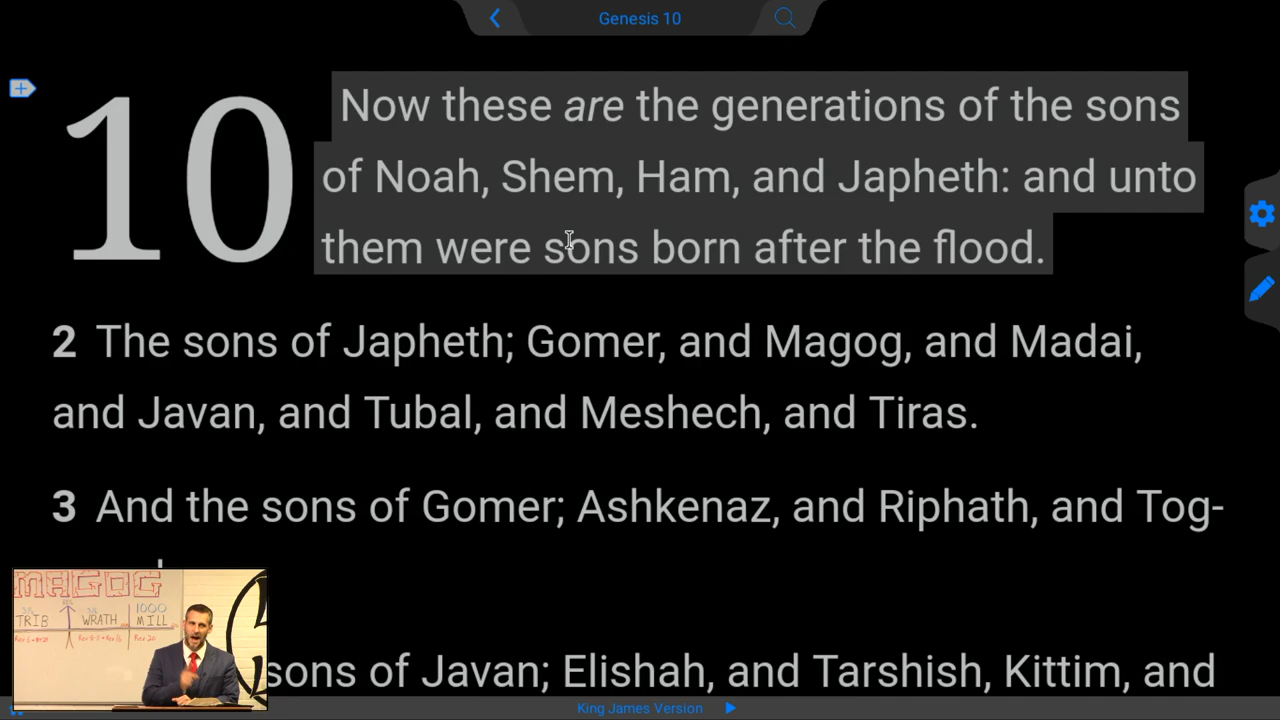 Genesis 10
10 Now these are the generations of the sons
of Noah, Shem, Ham, and Japheth: and unto
them were sons born after the flood.
2 The sons of Japheth; Gomer, and Magog, and Madai,
and Javan, and Tubal, and Meshech, and Tiras.
3 And the sons of Gomer; Ashkenaz, and Riphath, and Tog-
MAGOG
TRIB
WRATH
1000
MILL
Rev 20
sons of Javan; Elishah, and Tarshish, Kittim, and
King James Version